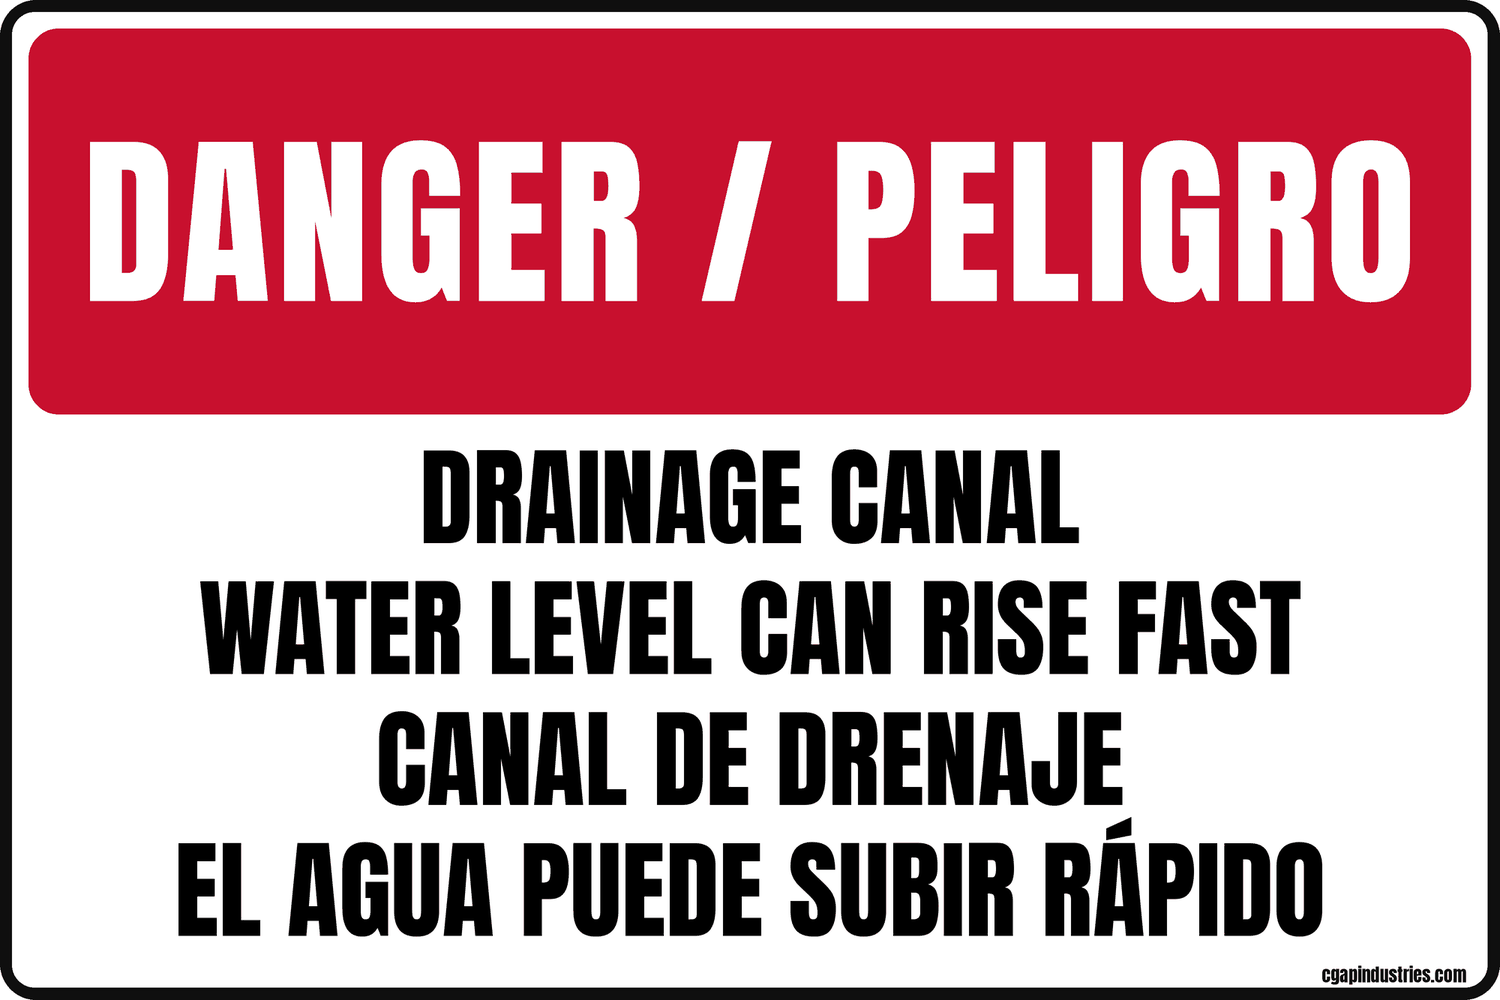 DANGER / PELIGRO
DRAINAGE CANAL
WATER LEVEL CAN RISE FAST
CANAL DE DRENAJE
EL AGUA PUEDE SUBIR RÁPIDO
cgapindustries.com